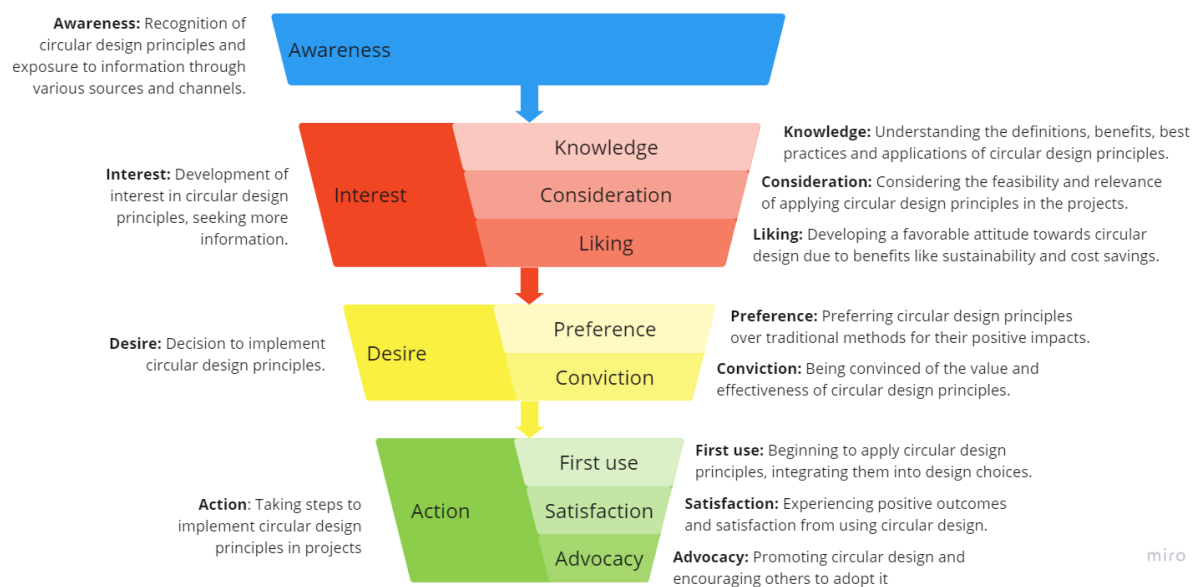 Awareness: Recognition of
circular design principles and
exposure to information through
various sources and channels.
Awareness
Interest: Development of
interest in circular design
principles, seeking more
information.
Interest
Knowledge
Consideration
Liking
Knowledge: Understanding the definitions, benefits, best
practices and applications of circular design principles.
Consideration: Considering the feasibility and relevance
of applying circular design principles in the projects.
Liking: Developing a favorable attitude towards circular
design due to benefits like sustainability and cost savings.
Desire: Decision to implement
circular design principles.
Desire
Preference
Conviction
Preference: Preferring circular design principles
over traditional methods for their positive impacts.
Conviction: Being convinced of the value and
effectiveness of circular design principles.
Action: Taking steps to
implement circular design
principles in projects
Action
First use
Satisfaction
Advocacy
First use: Beginning to apply circular design
principles, integrating them into design choices.
Satisfaction: Experiencing positive outcomes
and satisfaction from using circular design.
Advocacy: Promoting circular design and
encouraging others to adopt it
miro